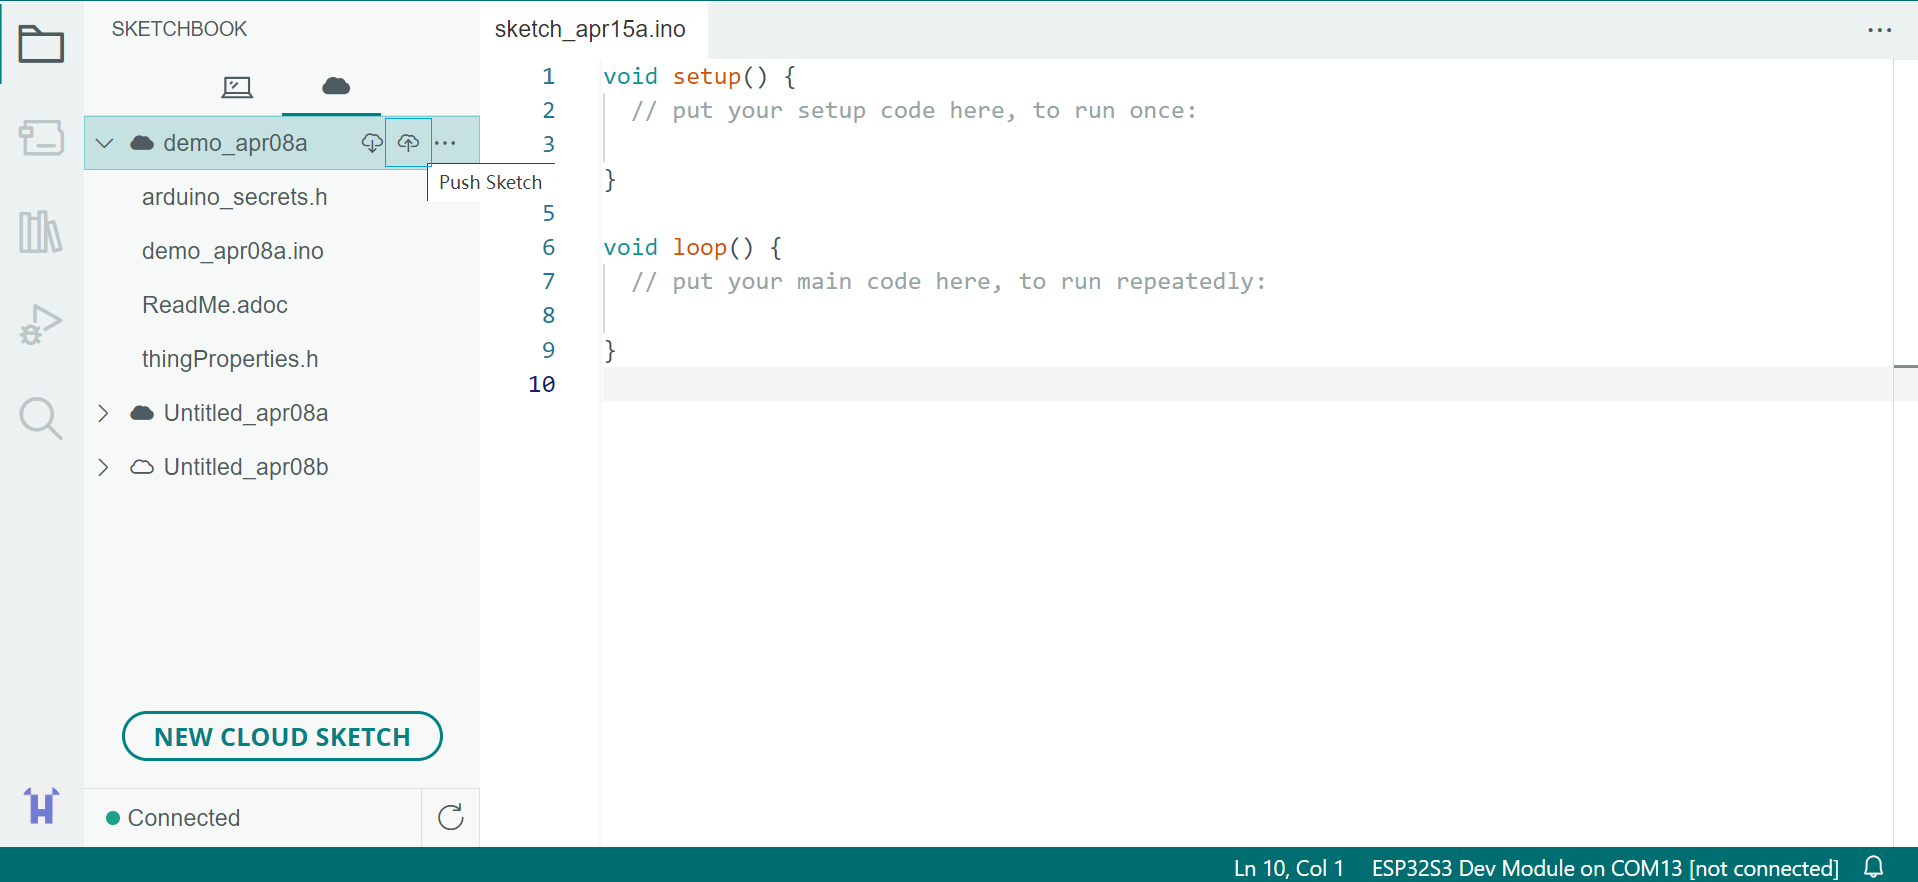 SKETCHBOOK
demo_apr08a
Push Sketch
arduino_secrets.h
demo_apr08a.ino
ReadMe.adoc
thingProperties.h
Untitled_apr08a
Untitled_apr08b
NEW CLOUD SKETCH
Connected
sketch_apr15a.ino
1 void setup() {
2 // put your setup code here, to run once:
3
}
5
6 void loop() {
7 // put your main code here, to run repeatedly:
8
9 }
10
Ln 10, Col 1 ESP32S3 Dev Module on COM13 [not connected]